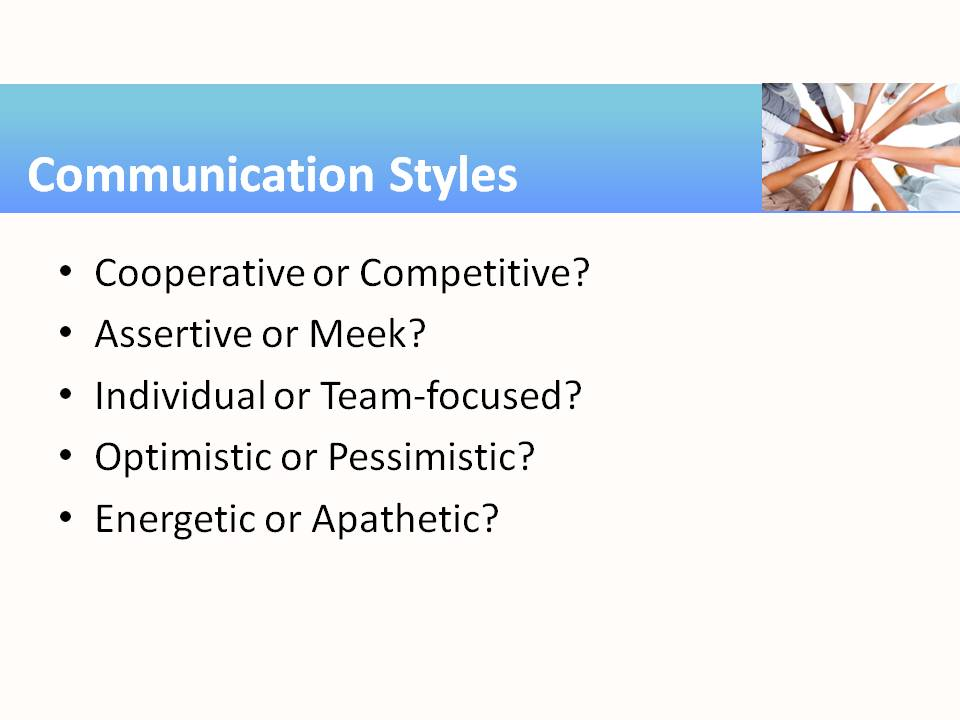 Communication Styles
• Cooperative or Competitive?
• Assertive or Meek?
• Individual or Team-focused?
• Optimistic or Pessimistic?
• Energetic or Apathetic?